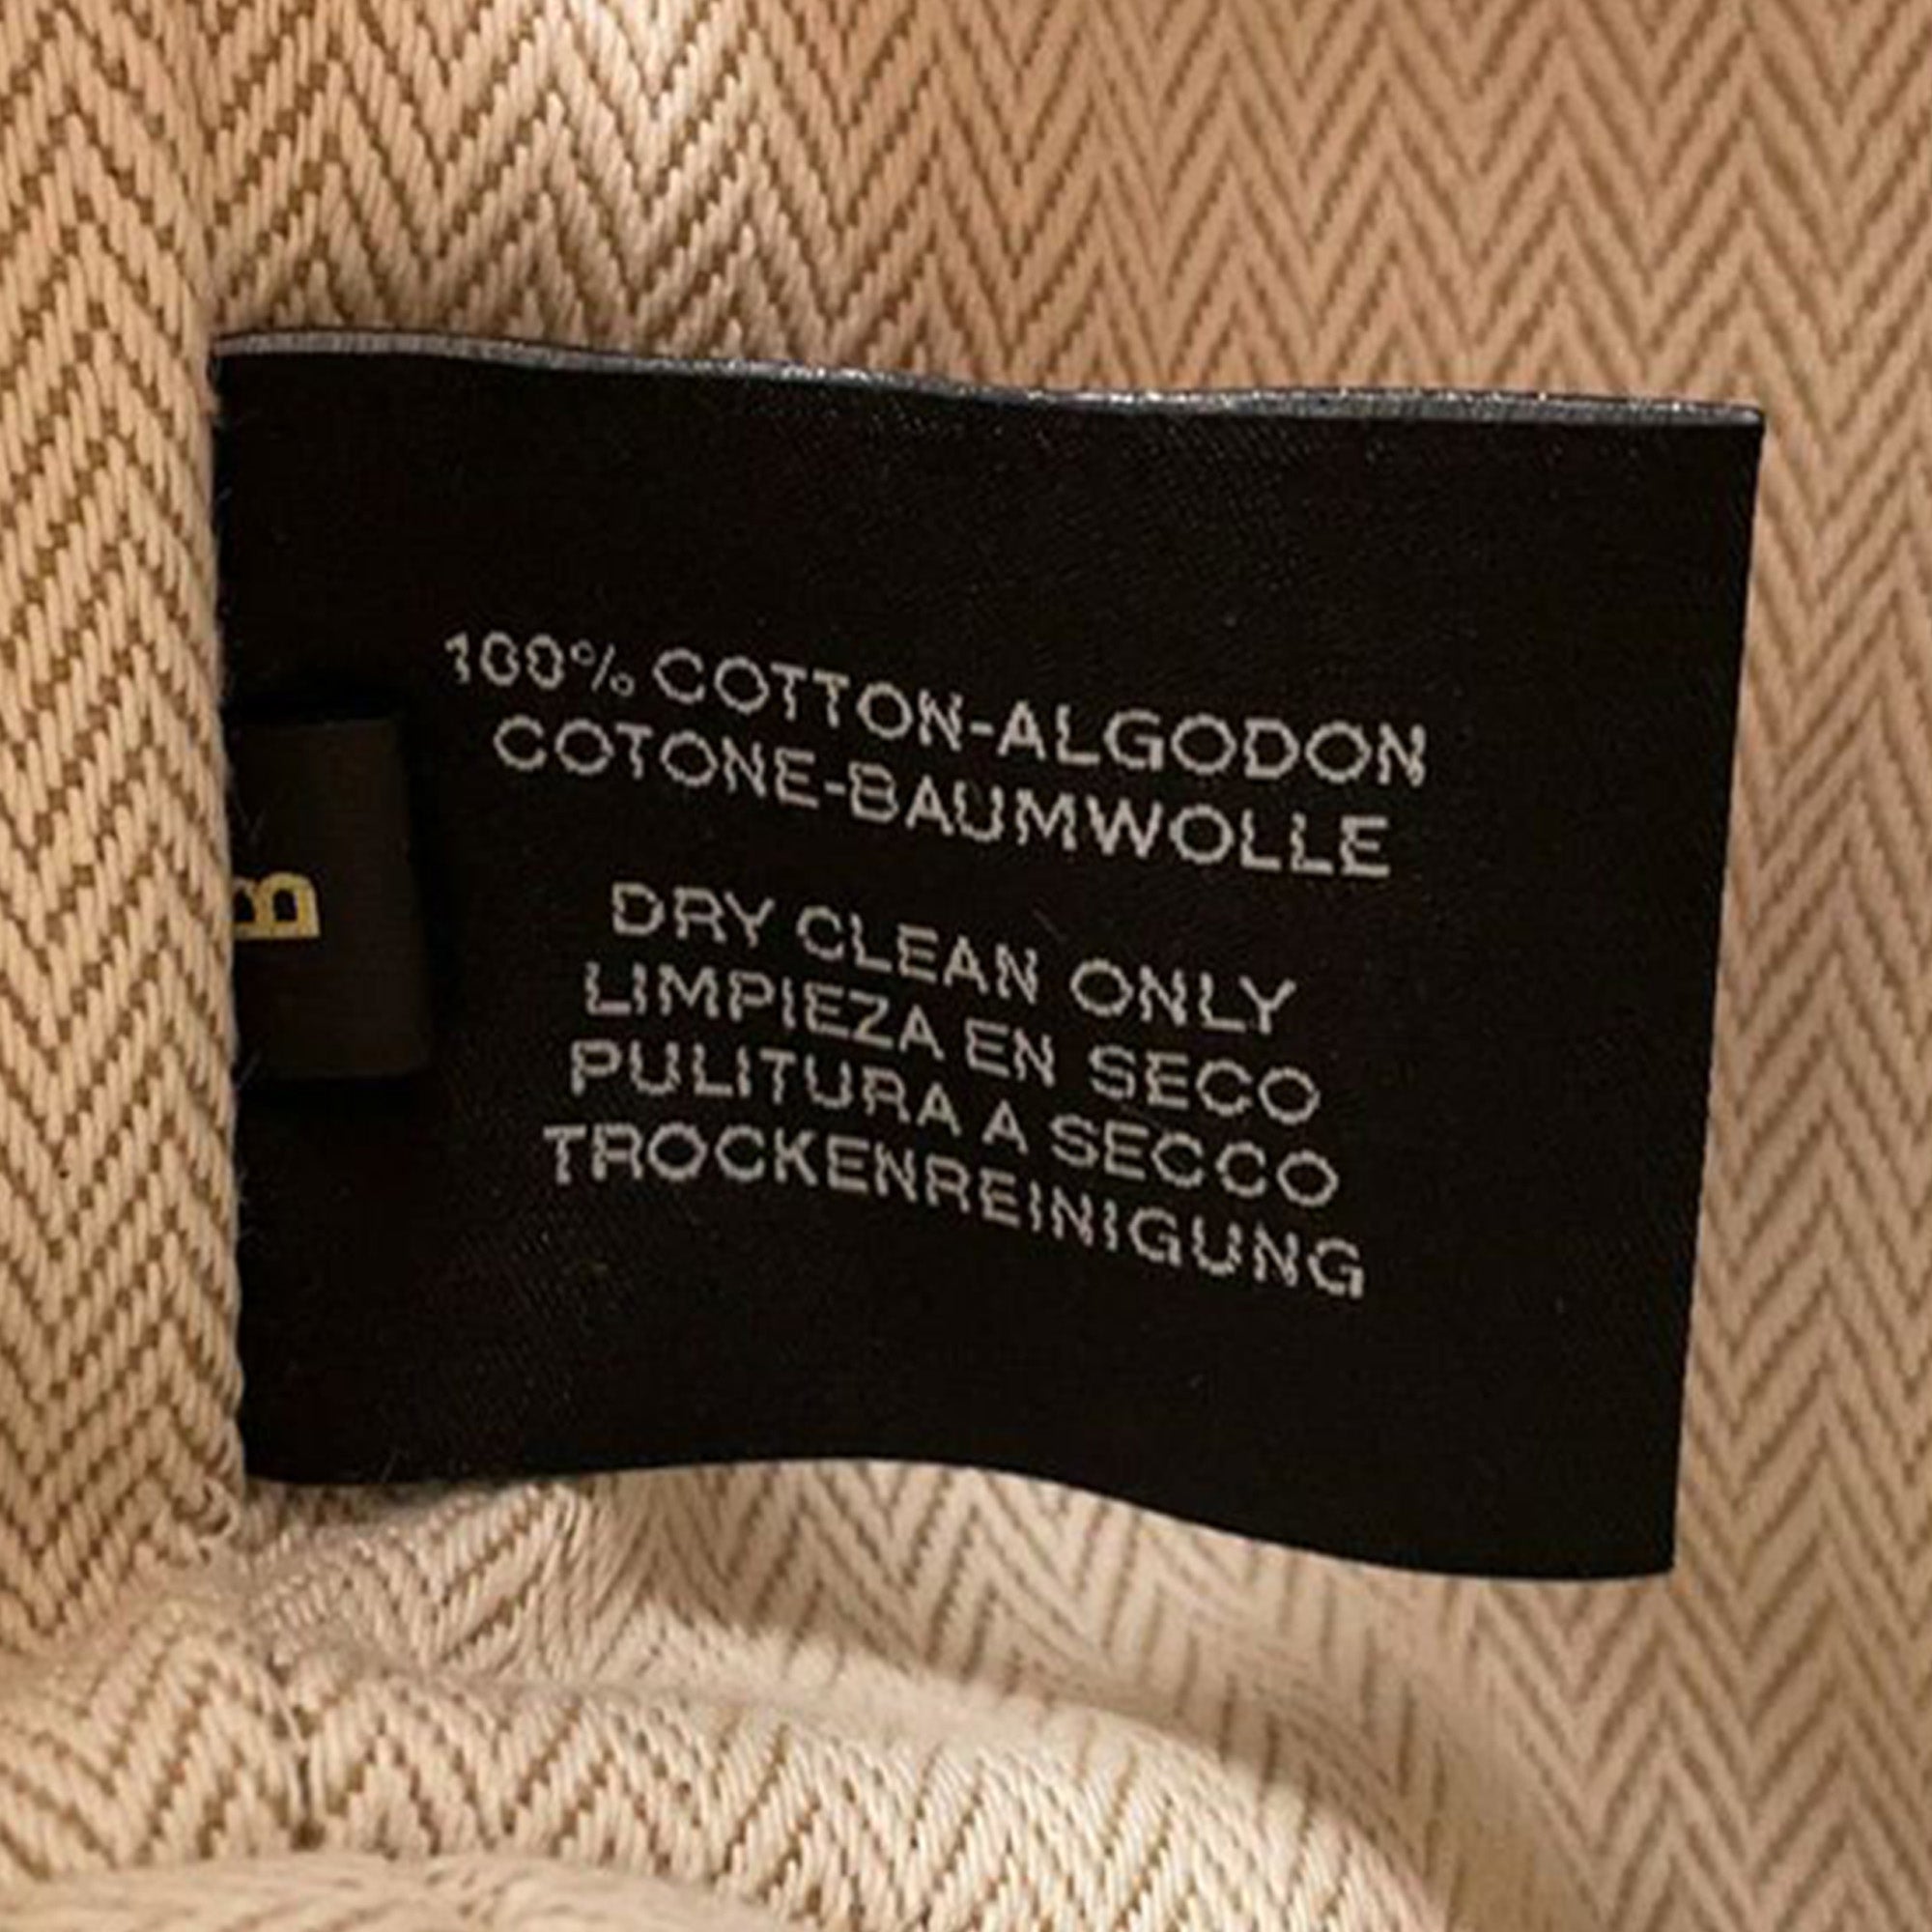 100% COTTON-ALGODON
COTONE-BAUMWOLLE
B
DRY CLEAN ONLY
LIMPIEZA EN SECO
PULITURA A SECCO
TROCKENREINIGUNG